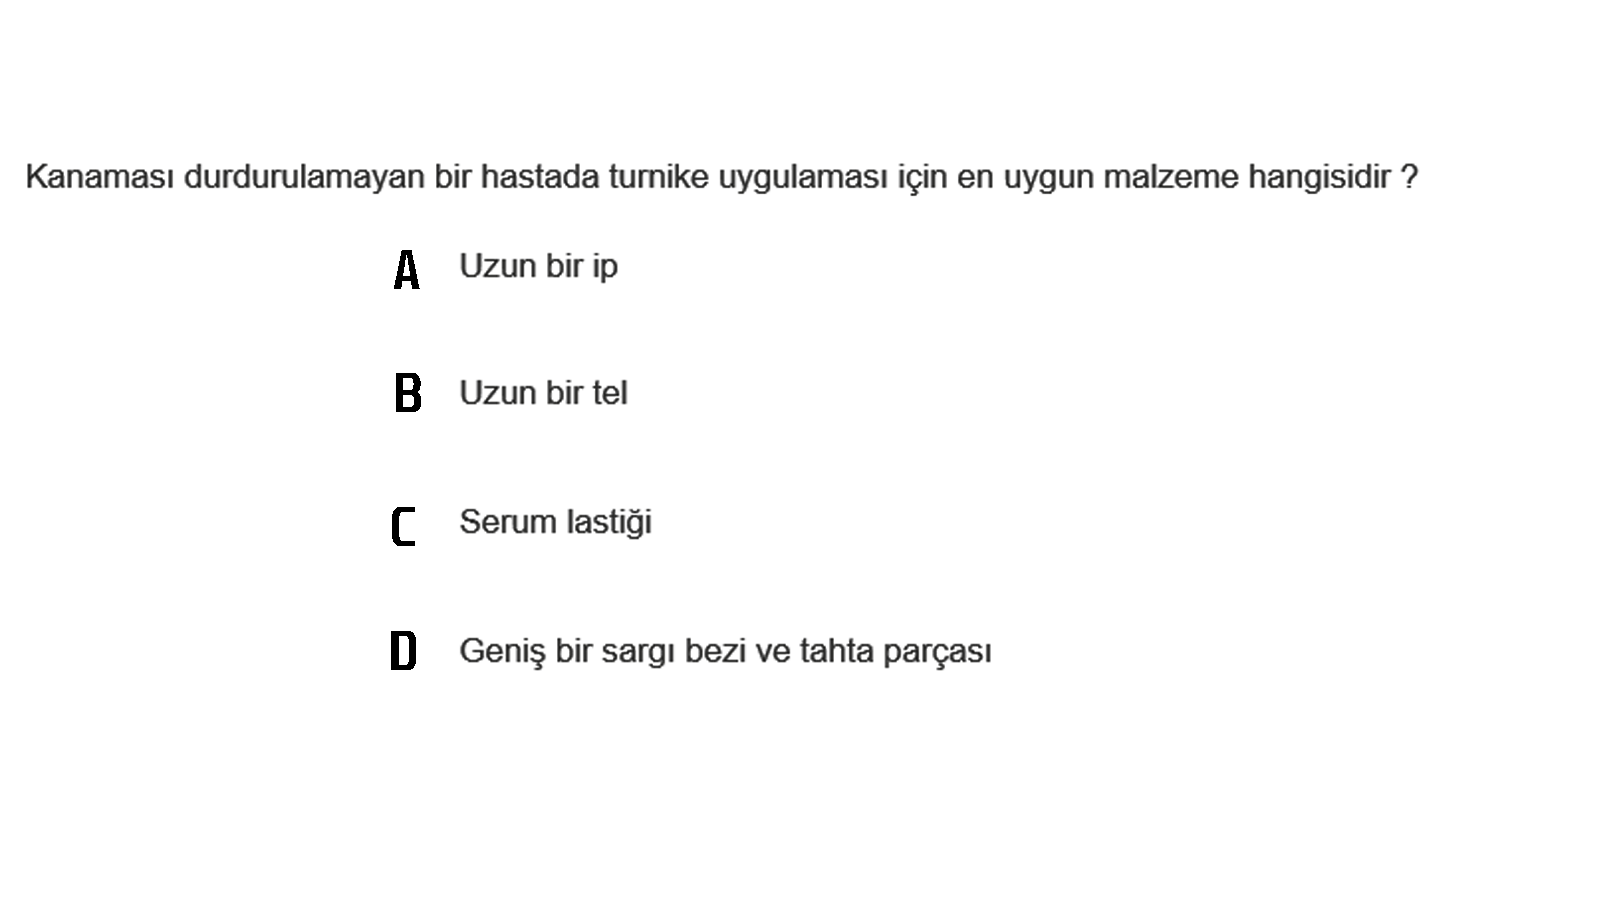 Kanaması durdurulamayan bir hastada turnike uygulaması için en uygun malzeme hangisidir ?
A Uzun bir ip
B Uzun bir tel
C Serum lastiği
D Geniş bir sargı bezi ve tahta parçası